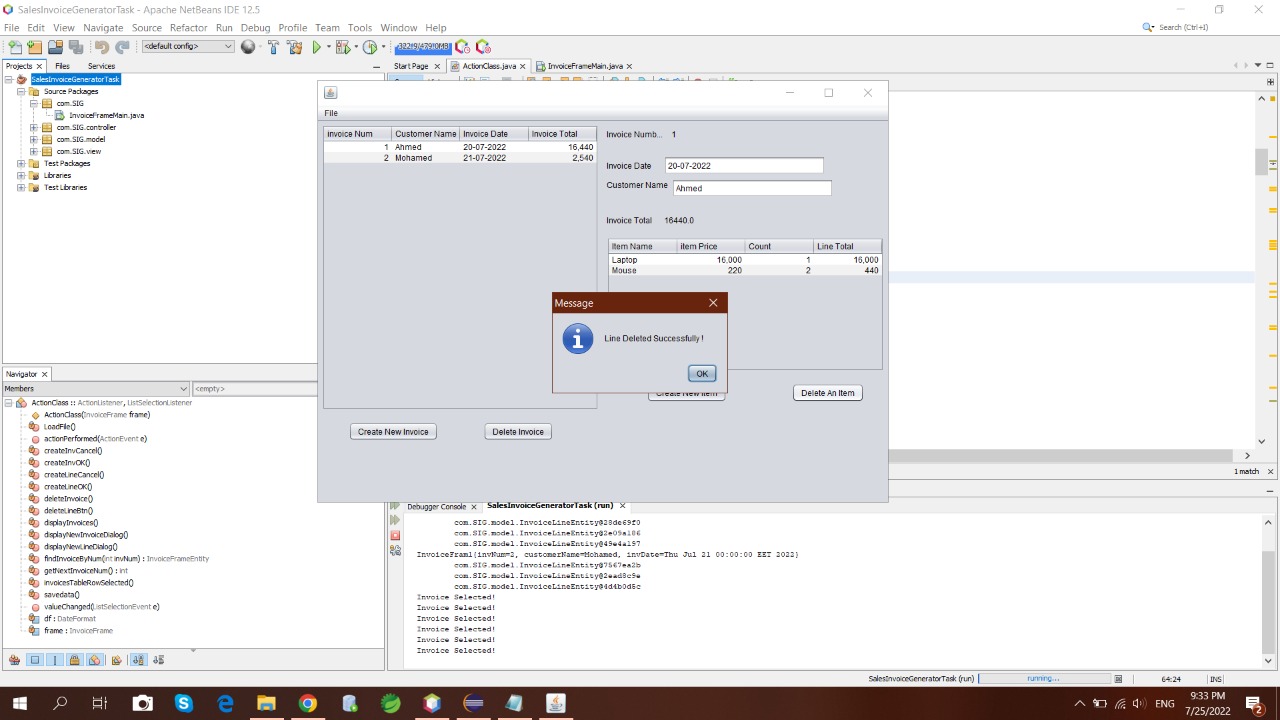 SalesInvoiceGeneratorTask - Apache NetBeans IDE 12.5
File Edit View Navigate Source Refactor Run Debug Profile Team Tools Window Help
Search (Ctrl+I)
<default config>
Projects Files Services
Start Page ActionClass.java InvoiceFrameMain.java
SalesInvoiceGeneratorTask
Source Packages
com.SIG
InvoiceFrameMain.java
com.SIG.controller
com.SIG.model
com.SIG.view
Test Packages
Libraries
Test Libraries
File
invoice Num Customer Name Invoice Date Invoice Total
1 Ahmed 20-07-2022 16,440
2 Mohamed 21-07-2022 2,540
Invoice Numb... 1
Invoice Date 20-07-2022
Customer Name Ahmed
Invoice Total 16440.0
Item Name item Price Count Line Total
Laptop 16,000 1 16,000
Mouse 220 2 440
Message
Line Deleted Successfully !
OK
Create New Item Delete An Item
Create New Invoice Delete Invoice
Navigator
Members <empty>
ActionClass :: ActionListener, ListSelectionListener
ActionClass(InvoiceFrame frame)
LoadFile()
actionPerformed(ActionEvent e)
createInvCancel()
createInvOK()
createLineCancel()
createLineOK()
deleteInvoice()
deleteLineBtn()
displayInvoices()
displayNewInvoiceDialog()
displayNewLineDialog()
findInvoiceByNum(int invNum) : InvoiceFrameEntity
getNextInvoiceNum() : int
invoicesTableRowSelected()
savedata()
valueChanged(ListSelectionEvent e)
df : DateFormat
frame : InvoiceFrame
1 match
Debugger Console SalesInvoiceGeneratorTask (run)
com.SIG.model.InvoiceLineEntity@28de69f0
com.SIG.model.InvoiceLineEntity@2e09a186
com.SIG.model.InvoiceLineEntity@49e4a197
InvoiceFram1{invNum=2, customerName=Mohamed, invDate=Thu Jul 21 00:00:00 EET 2022}
com.SIG.model.InvoiceLineEntity@7567ea2b
com.SIG.model.InvoiceLineEntity@2ead8c9e
com.SIG.model.InvoiceLineEntity@4d4b0d5c
Invoice Selected!
Invoice Selected!
Invoice Selected!
Invoice Selected!
Invoice Selected!
Invoice Selected!
SalesInvoiceGeneratorTask (run) running... 64:24 INS
ENG
9:33 PM
7/25/2022
2